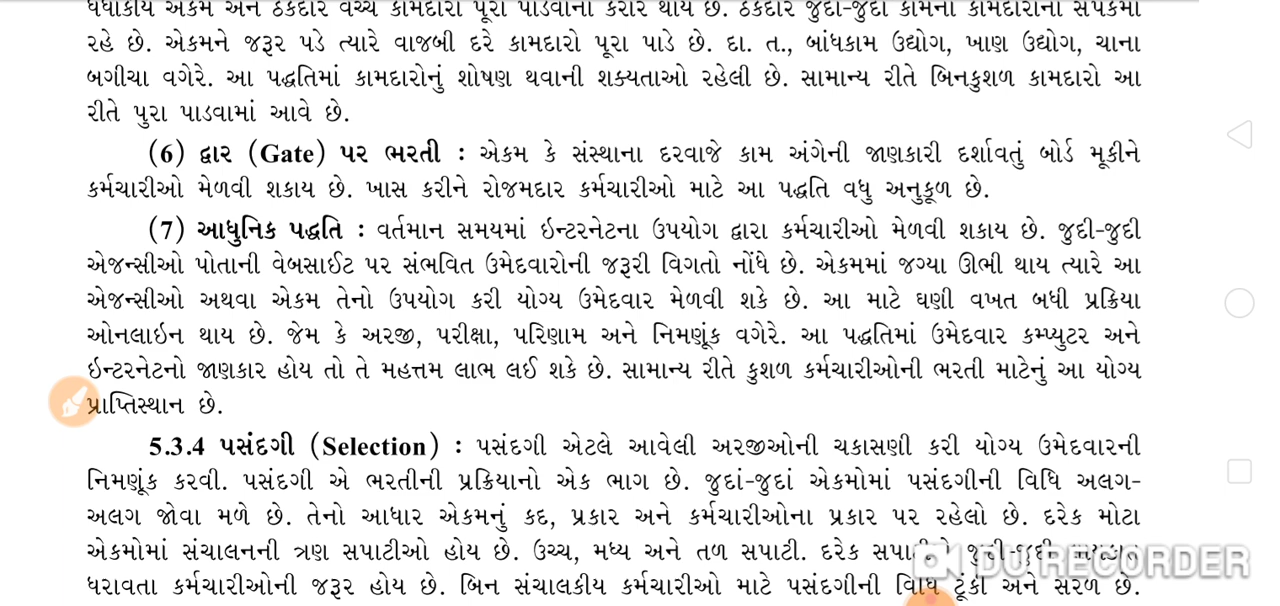 ધંધાકીય એકમ અને ઠેકેદાર વચ્ચે કામદારો પૂરા પાડવાનો કરાર થાય છે. ઠેકેદાર જુદા-જુદા કામના કામદારોના સંપર્કમાં
રહે છે. એકમને જરૂર પડે ત્યારે વાજબી દરે કામદારો પૂરા પાડે છે. દા. ત., બાંધકામ ઉદ્યોગ, ખાણ ઉદ્યોગ, ચાના
બગીચા વગેરે. આ પદ્ધતિમાં કામદારોનું શોષણ થવાની શક્યતાઓ રહેલી છે. સામાન્ય રીતે બિનકુશળ કામદારો આ
રીતે પુરા પાડવામાં આવે છે.
(6) દ્વાર (Gate) પર ભરતી : એકમ કે સંસ્થાના દરવાજે કામ અંગેની જાણકારી દર્શાવતું બોર્ડ મૂકીને
કર્મચારીઓ મેળવી શકાય છે. ખાસ કરીને રોજમદાર કર્મચારીઓ માટે આ પદ્ધતિ વધુ અનુકૂળ છે.
(7) આધુનિક પદ્ધતિ : વર્તમાન સમયમાં ઇન્ટરનેટના ઉપયોગ દ્વારા કર્મચારીઓ મેળવી શકાય છે. જુદી-જુદી
એજન્સીઓ પોતાની વેબસાઈટ પર સંભવિત ઉમેદવારોની જરૂરી વિગતો નોંધે છે. એકમમાં જગ્યા ઊભી થાય ત્યારે આ
એજન્સીઓ અથવા એકમ તેનો ઉપયોગ કરી યોગ્ય ઉમેદવાર મેળવી શકે છે. આ માટે ઘણી વખત બધી પ્રક્રિયા
ઓનલાઇન થાય છે. જેમ કે અરજી, પરીક્ષા, પરિણામ અને નિમણૂંક વગેરે. આ પદ્ધતિમાં ઉમેદવાર કમ્પ્યુટર અને
ઇન્ટરનેટનો જાણકાર હોય તો તે મહત્તમ લાભ લઈ શકે છે. સામાન્ય રીતે કુશળ કર્મચારીઓની ભરતી માટેનું આ યોગ્ય
પ્રાપ્તિસ્થાન છે.
5.3.4 પસંદગી (Selection) : પસંદગી એટલે આવેલી અરજીઓની ચકાસણી કરી યોગ્ય ઉમેદવારની
નિમણૂંક કરવી. પસંદગી એ ભરતીની પ્રક્રિયાનો એક ભાગ છે. જુદાં-જુદાં એકમોમાં પસંદગીની વિધિ અલગ-
અલગ જોવા મળે છે. તેનો આધાર એકમનું કદ, પ્રકાર અને કર્મચારીઓના પ્રકાર પર રહેલો છે. દરેક મોટા
એકમોમાં સંચાલનની ત્રણ સપાટીઓ હોય છે. ઉચ્ચ, મધ્ય અને તળ સપાટી. દરેક
ધરાવતા કર્મચારીઓની જરૂર હોય છે. બિન સંચાલકીય કર્મચારીઓ માટે પસંદગીની વિધિ ટૂંકી અને સરળ છે.
DU RECORDER